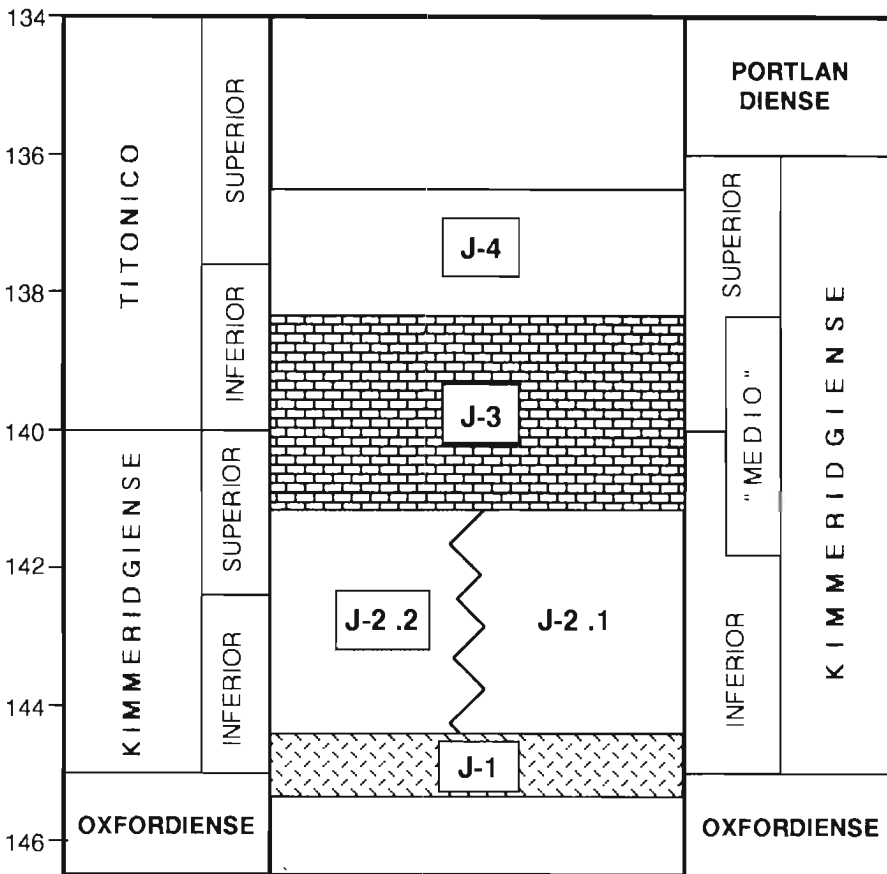 134
136
138
140
142
144
146
TITONICO
SUPERIOR
INFERIOR
KIMMERIDGIENSE
SUPERIOR
INFERIOR
OXFORDIENSE
J-4
J-3
J-2 .2
J-2 .1
J-1
PORTLAN
DIENSE
SUPERIOR
"MEDIO"
INFERIOR
KIMMERIDGIENSE
OXFORDIENSE